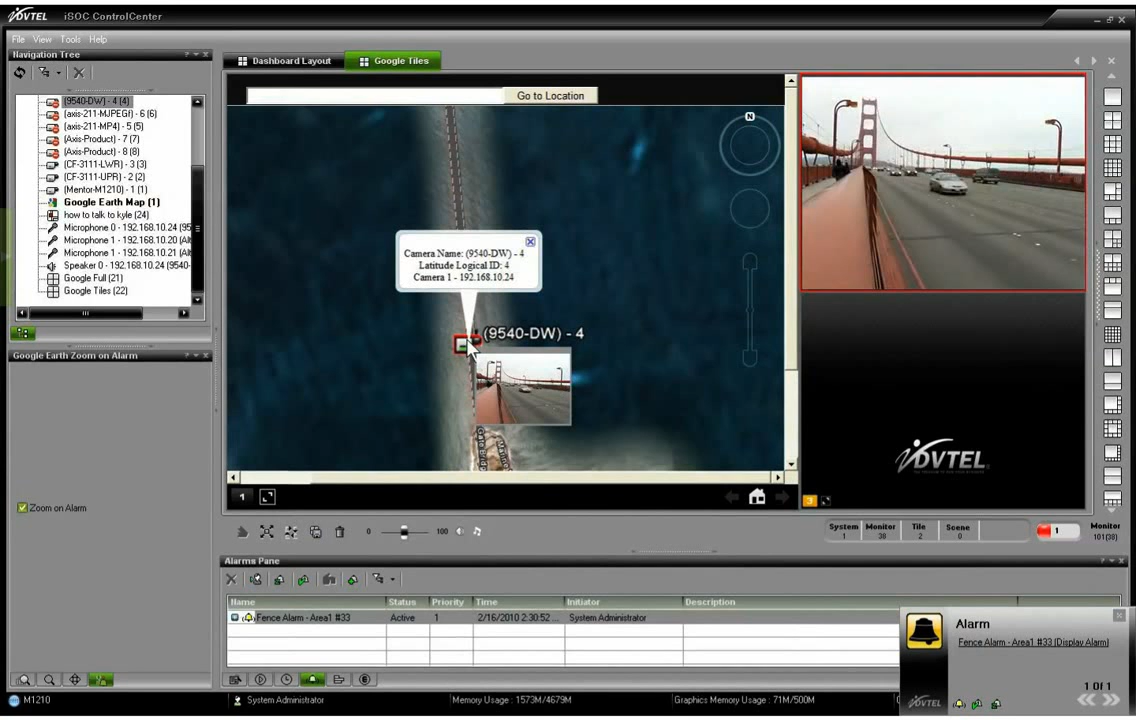 DVTEL iSOC ControlCenter
File View Tools Help
Navigation Tree
(9540-DW) - 4 (4)
(axis-211-MJPEGf) - 6 (6)
(axis-211-MP4) - 5 (5)
(Axis-Product) - 7 (7)
(Axis-Product) - 8 (8)
(CF-3111-LWR) - 3 (3)
(CF-3111-UPR) - 2 (2)
(Mentor-M1210) - 1 (1)
Google Earth Map (1)
how to talk to kyle (24)
Microphone 0 - 192.168.10.24 (95
Microphone 1 - 192.168.10.20 (Alt
Microphone 1 - 192.168.10.21 (Alt
Speaker 0 - 192.168.10.24 (9540-
Google Full (21)
Google Tiles (22)
Google Earth Zoom on Alarm
Zoom on Alarm
Dashboard Layout
Google Tiles
Go to Location
N
Camera Name: (9540-DW) - 4
Latitude Logical ID: 4
Camera 1 - 192.168.10.24
(9540-DW) - 4
1
DVTEL
3
0 100
System
1
Monitor
38
Tile
2
Scene
0
1
Monitor
101(38)
Alarms Pane
Name Status Priority Time Initiator Description
Fence Alarm - Area1 #33 Active 1 2/16/2010 2:30:52 ... System Administrator
Alarm
Fence Alarm - Area1 #33 (Display Alarm)
DVTEL
1 Of 1
M1210
System Administrator
Memory Usage : 1573M/4679M
Graphics Memory Usage : 71M/500M